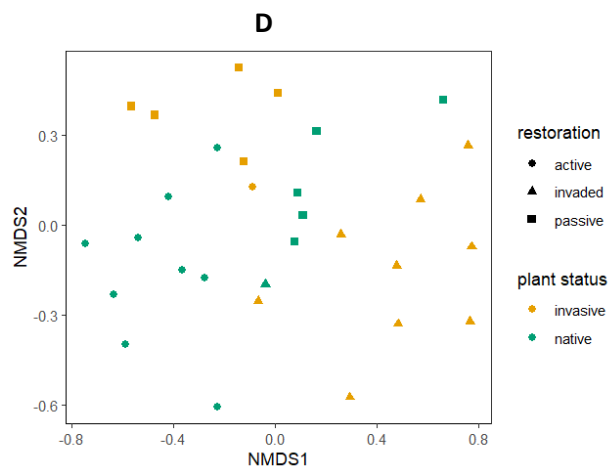 D
NMDS2
0.3
0.0
-0.3
-0.6
-0.8
-0.4
0.0
0.4
0.8
NMDS1
restoration
active
invaded
passive
plant status
invasive
native